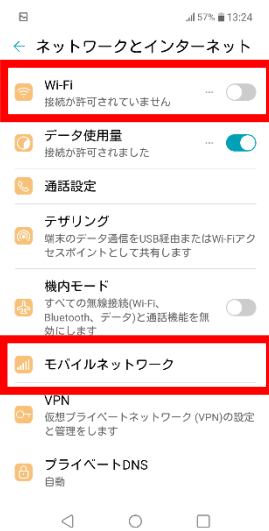 57% 13:24
← ネットワークとインターネット
Wi-Fi
接続が許可されていません
データ使用量
接続が許可されました
通話設定
テザリング
端末のデータ通信をUSB経由またはWi-Fiアク
セスポイントとして共有します
機内モード
すべての無線接続(Wi-Fi、
Bluetooth、データ)と通話機能を無
効にします
モバイルネットワーク
VPN
仮想プライベートネットワーク (VPN)の設定
と管理をします
プライベートDNS
自動